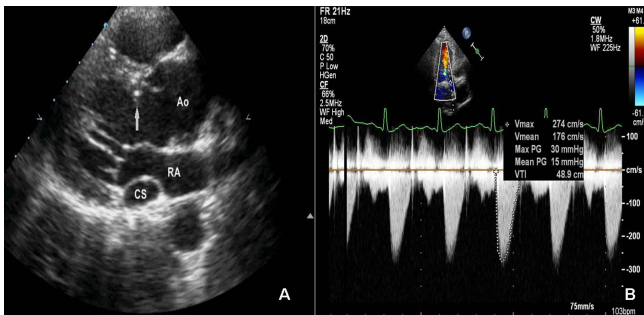 Ao
RA
CS
A
FR 21Hz
18cm
2D
70%
C 50
P Low
HGen
CF
66%
2.5MHz
WF High
Med
M3 M4
+61.
CW
50%
1.8MHz
WF 225Hz
-61.
cm/s
Vmax 274 cm/s
Vmean 176 cm/s
Max PG 30 mmHg
Mean PG 15 mmHg
VTI 48.9 cm
100
cm/s
-100
-200
-300
B
75mm/s
103bpm